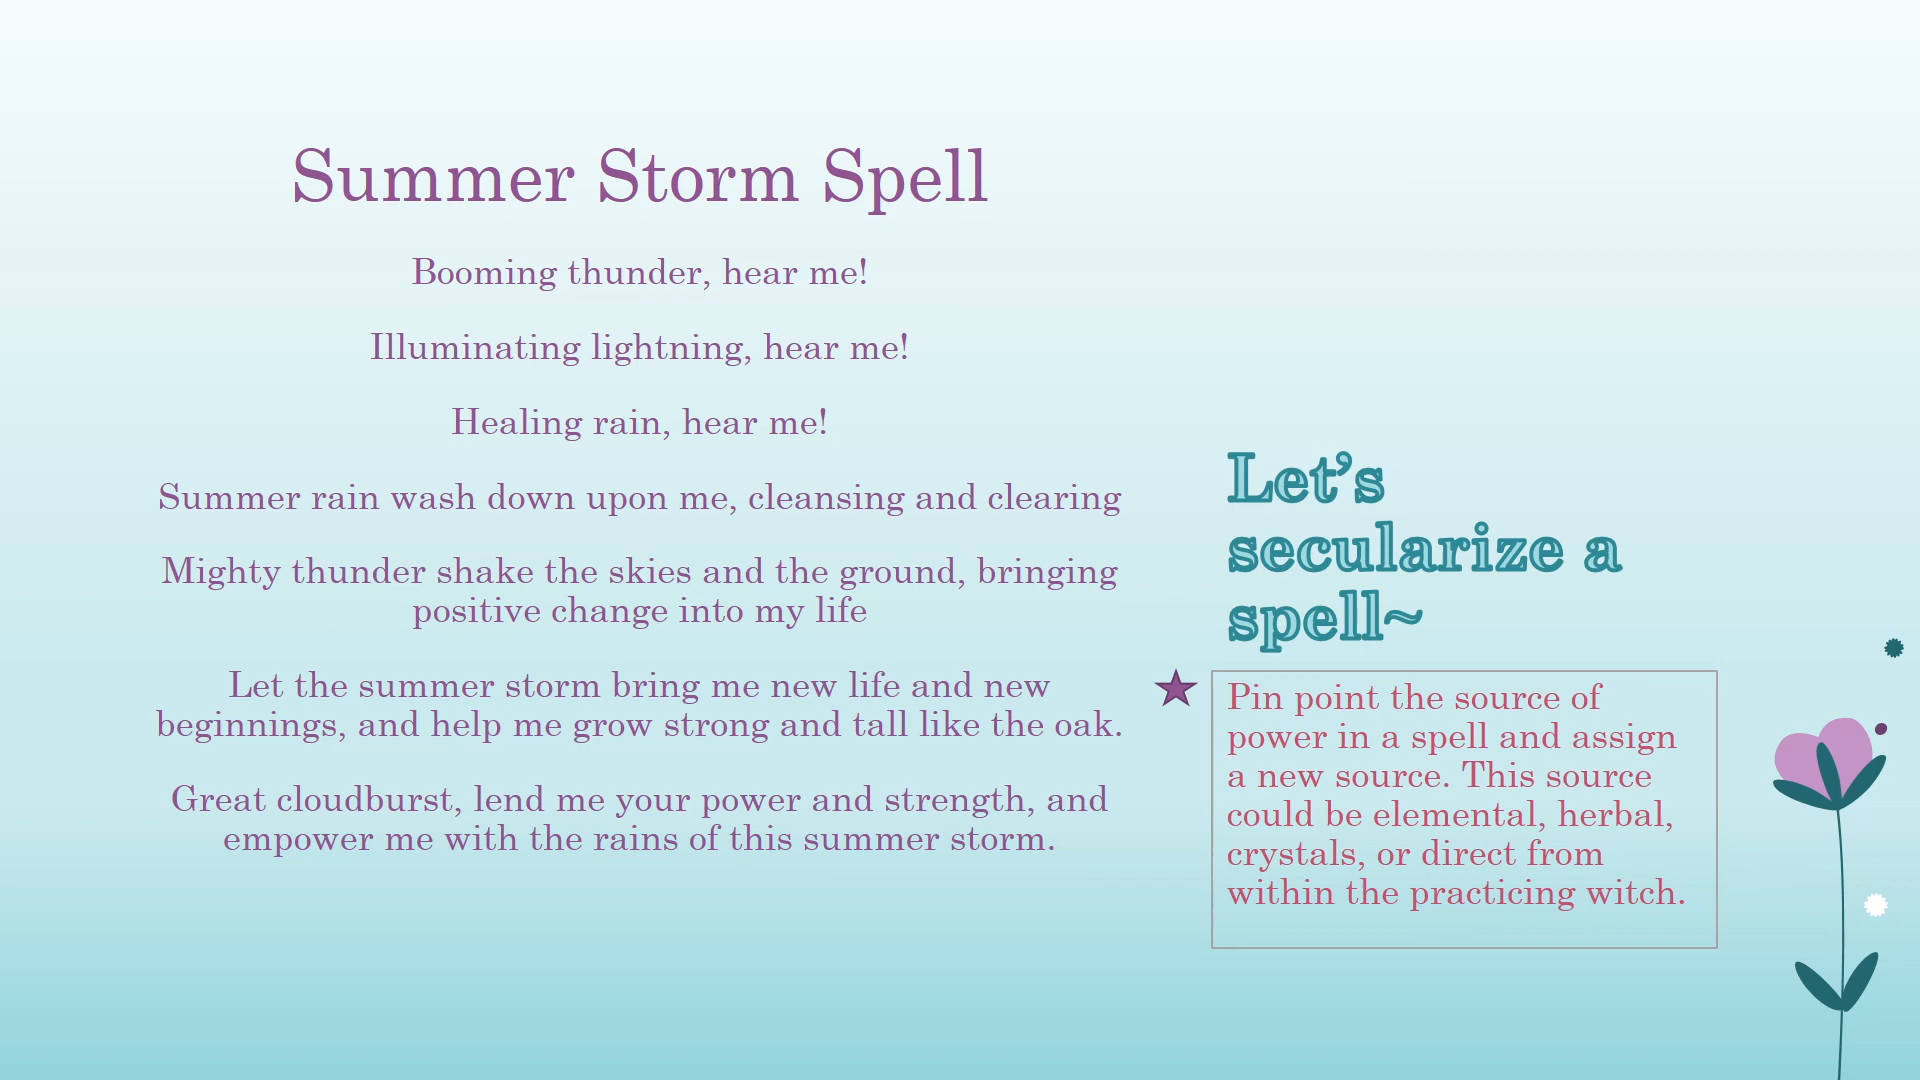 Summer Storm Spell
Booming thunder, hear me!
Illuminating lightning, hear me!
Healing rain, hear me!
Summer rain wash down upon me, cleansing and clearing
Mighty thunder shake the skies and the ground, bringing
positive change into my life
Let the summer storm bring me new life and new
beginnings, and help me grow strong and tall like the oak.
Great cloudburst, lend me your power and strength, and
empower me with the rains of this summer storm.
Let’s
secularize a
spell~
Pin point the source of
power in a spell and assign
a new source. This source
could be elemental, herbal,
crystals, or direct from
within the practicing witch.